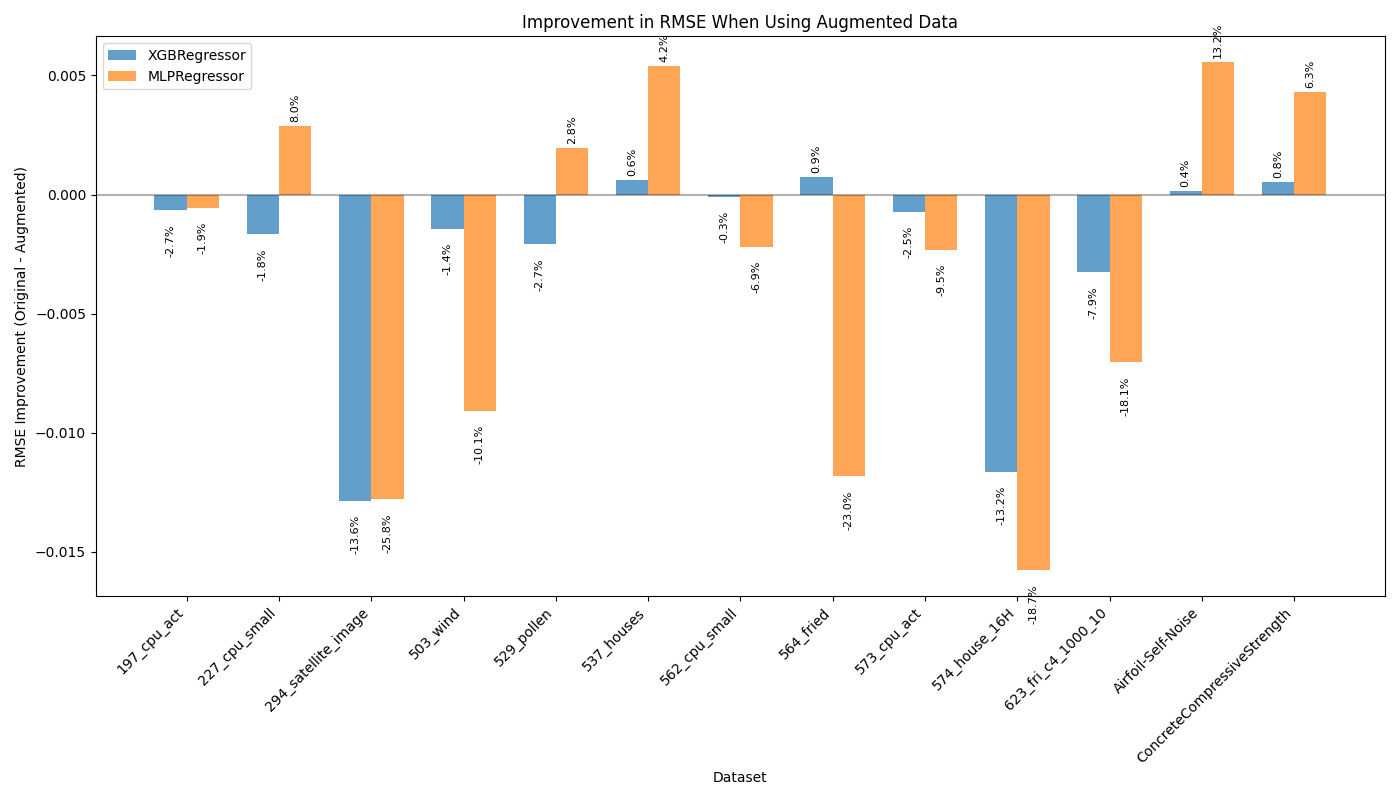 Improvement in RMSE When Using Augmented Data
XGBRegressor
MLPRegressor
RMSE Improvement (Original - Augmented)
0.005
0.000
−0.005
−0.010
−0.015
-2.7%
-1.9%
-1.8%
8.0%
-13.6%
-25.8%
-1.4%
-10.1%
-2.7%
2.8%
0.6%
4.2%
-0.3%
-6.9%
0.9%
-23.0%
-2.5%
-9.5%
-13.2%
-18.7%
-7.9%
-18.1%
0.4%
13.2%
0.8%
6.3%
197_cpu_act
227_cpu_small
294_satellite_image
503_wind
529_pollen
537_houses
562_cpu_small
564_fried
573_cpu_act
574_house_16H
623_fri_c4_1000_10
Airfoil-Self-Noise
ConcreteCompressiveStrength
Dataset